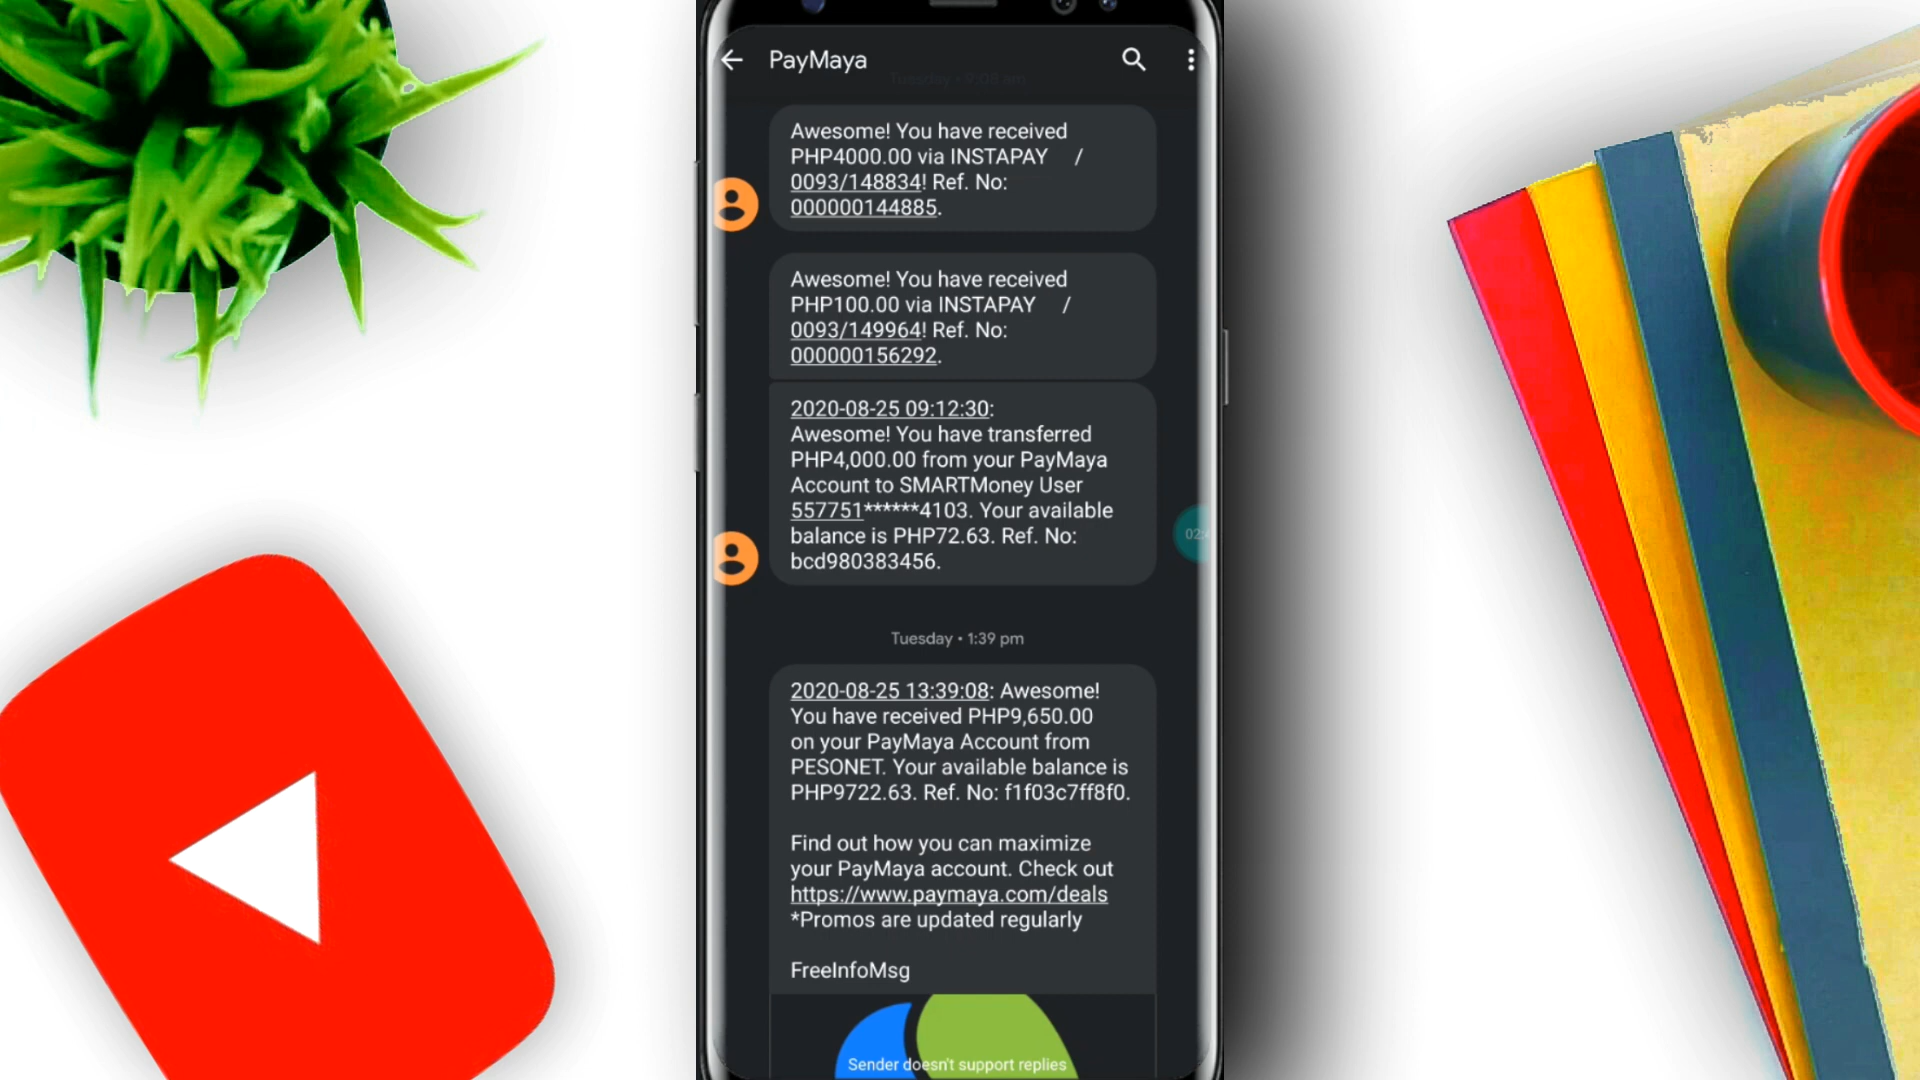 PayMaya
Tuesday • 9:08 am
Awesome! You have received
PHP4000.00 via INSTAPAY /
0093/148834! Ref. No:
000000144885.
Awesome! You have received
PHP100.00 via INSTAPAY /
0093/149964! Ref. No:
000000156292.
2020-08-25 09:12:30:
Awesome! You have transferred
PHP4,000.00 from your PayMaya
Account to SMARTMoney User
557751******4103. Your available
balance is PHP72.63. Ref. No:
bcd980383456.
Tuesday • 1:39 pm
2020-08-25 13:39:08: Awesome!
You have received PHP9,650.00
on your PayMaya Account from
PESONET. Your available balance is
PHP9722.63. Ref. No: f1f03c7ff8f0.
Find out how you can maximize
your PayMaya account. Check out
https://www.paymaya.com/deals
*Promos are updated regularly
FreeInfoMsg
Sender doesn't support replies